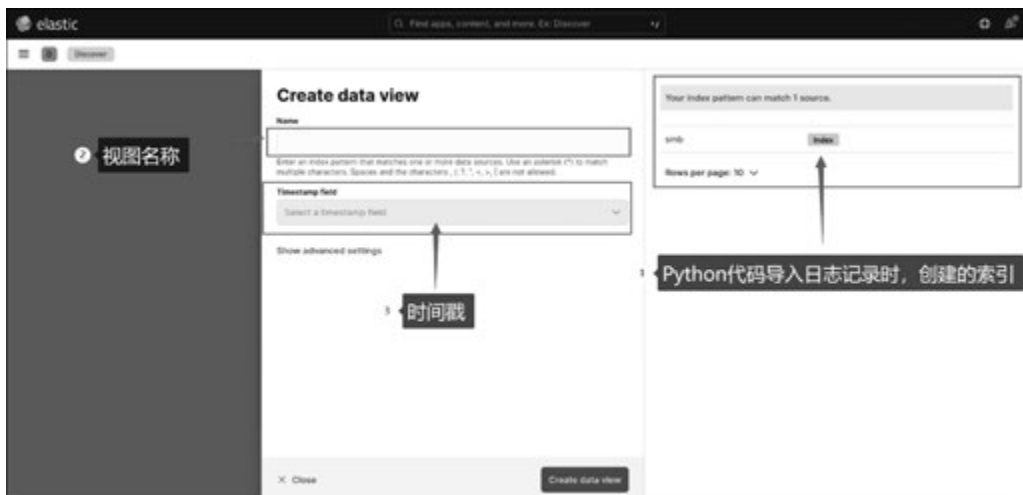 elastic
Find apps, content, and more. Ex: Discover
D Discover
Create data view
Name
Enter an index pattern that matches one or more data sources. Use an asterisk (*) to match
multiple characters. Spaces and the characters , /, ?, ", <, >, | are not allowed.
Timestamp field
Select a timestamp field
Show advanced settings
× Close
Create data view
Your index pattern can match 1 source.
smb Index
Rows per page: 10
1 Python代码导入日志记录时，创建的索引
2 视图名称
3 时间戳